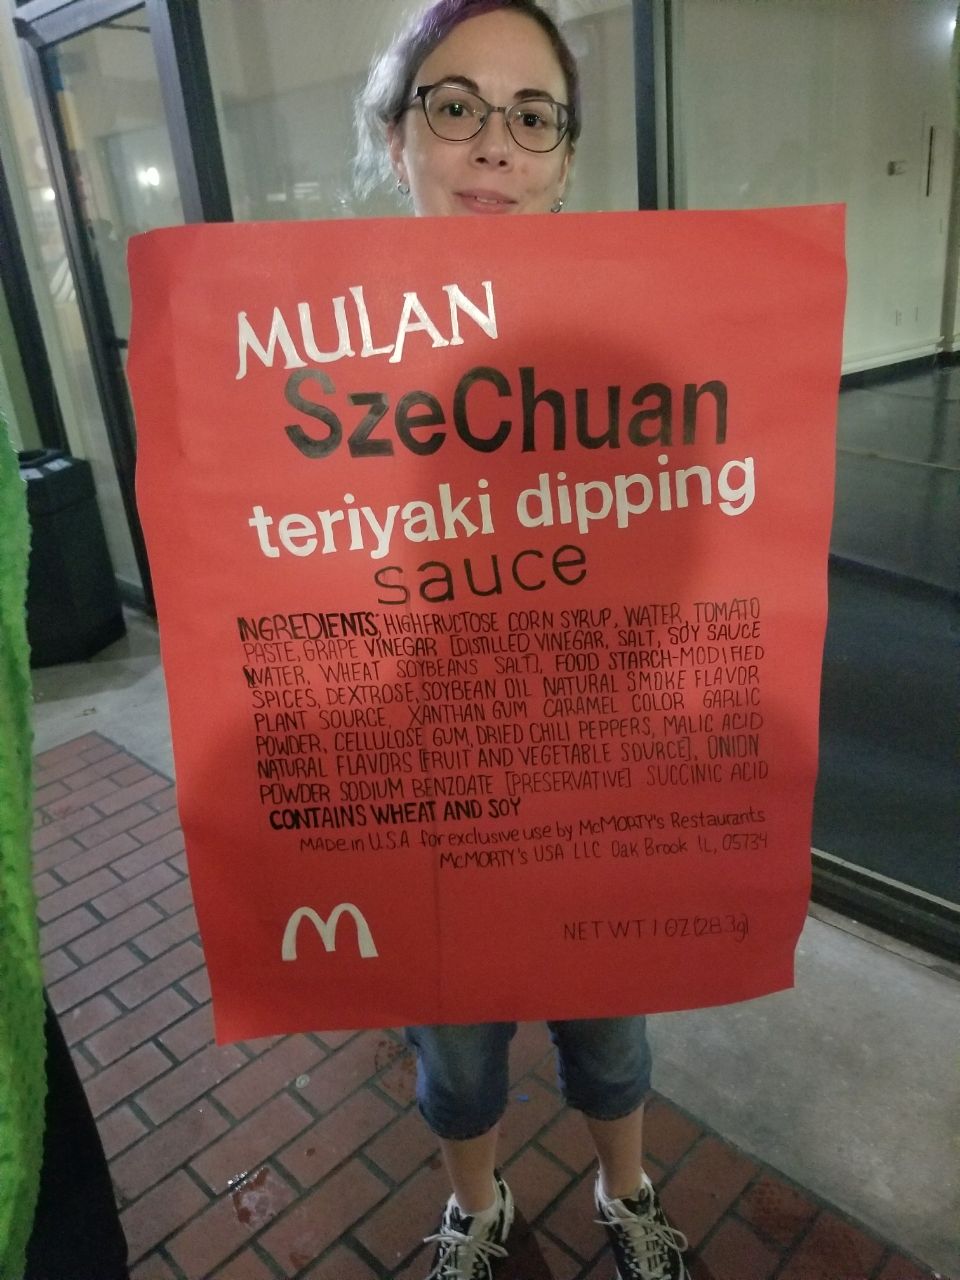 MULAN
SzeChuan
teriyaki dipping
sauce
INGREDIENTS; HIGH FRUCTOSE CORN SYRUP, WATER, TOMATO
PASTE, GRAPE VINEGAR [DISTILLED VINEGAR, SALT, SOY SAUCE
WATER, WHEAT SOYBEANS SALT], FOOD STARCH-MODIFIED
SPICES, DEXTROSE, SOYBEAN OIL NATURAL SMOKE FLAVOR
PLANT SOURCE, XANTHAN GUM CARAMEL COLOR GARLIC
POWDER, CELLULOSE GUM, DRIED CHILI PEPPERS, MALIC ACID
NATURAL FLAVORS [FRUIT AND VEGETABLE SOURCE], ONION
POWDER SODIUM BENZOATE [PRESERVATIVE] SUCCINIC ACID
CONTAINS WHEAT AND SOY
MADE in U.S.A for exclusive use by McMORTY's Restaurants
McMORTY's USA LLC Oak Brook IL, 05734
M
NET WT 1 OZ (28.3g)